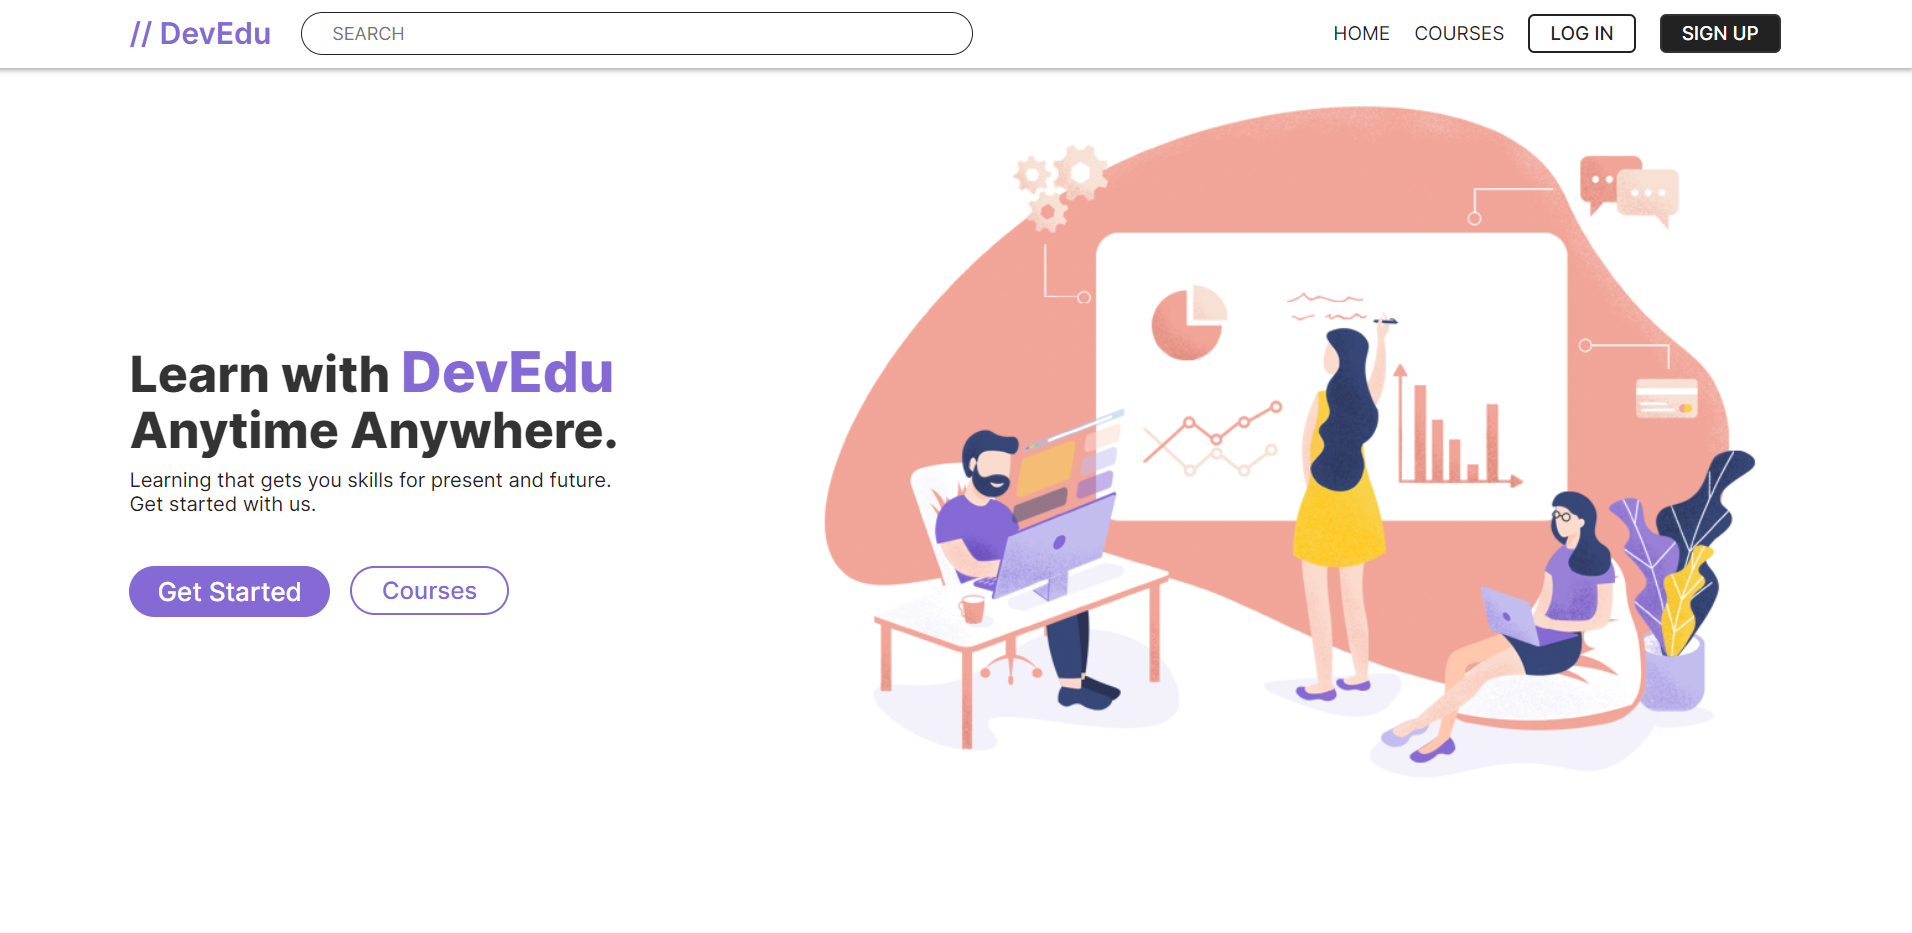 // DevEdu
SEARCH
HOME
COURSES
LOG IN
SIGN UP
Learn with DevEdu
Anytime Anywhere.
Learning that gets you skills for present and future.
Get started with us.
Get Started
Courses